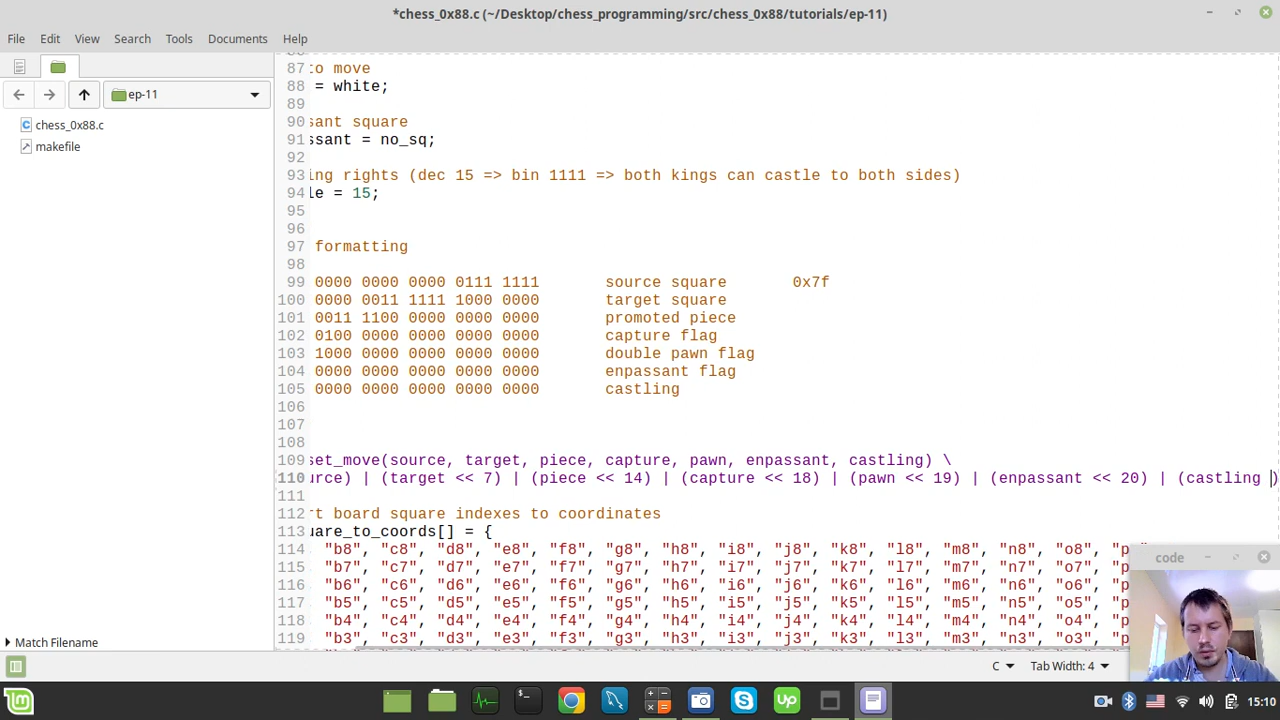 *chess_0x88.c (~/Desktop/chess_programming/src/chess_0x88/tutorials/ep-11)
File Edit View Search Tools Documents Help
ep-11
chess_0x88.c
makefile
Match Filename
87 to move
88 = white;
89
90 sant square
91 ssant = no_sq;
92
93 ing rights (dec 15 => bin 1111 => both kings can castle to both sides)
94 le = 15;
95
96
97 formatting
98
99 0000 0000 0000 0111 1111 source square 0x7f
100 0000 0011 1111 1000 0000 target square
101 0011 1100 0000 0000 0000 promoted piece
102 0100 0000 0000 0000 0000 capture flag
103 1000 0000 0000 0000 0000 double pawn flag
104 0000 0000 0000 0000 0000 enpassant flag
105 0000 0000 0000 0000 0000 castling
106
107
108
109 set_move(source, target, piece, capture, pawn, enpassant, castling) \
110 urce) | (target << 7) | (piece << 14) | (capture << 18) | (pawn << 19) | (enpassant << 20) | (castling )
111
112 rt board square indexes to coordinates
113 uare_to_coords[] = {
114 "b8", "c8", "d8", "e8", "f8", "g8", "h8", "i8", "j8", "k8", "l8", "m8", "n8", "o8", "p
115 "b7", "c7", "d7", "e7", "f7", "g7", "h7", "i7", "j7", "k7", "l7", "m7", "n7", "o7", "p
116 "b6", "c6", "d6", "e6", "f6", "g6", "h6", "i6", "j6", "k6", "l6", "m6", "n6", "o6", "p
117 "b5", "c5", "d5", "e5", "f5", "g5", "h5", "i5", "j5", "k5", "l5", "m5", "n5", "o5", "p
118 "b4", "c4", "d4", "e4", "f4", "g4", "h4", "i4", "j4", "k4", "l4", "m4", "n4", "o4", "p
119 "b3", "c3", "d3", "e3", "f3", "g3", "h3", "i3", "j3", "k3", "l3", "m3", "n3", "o3", "p
code
C Tab Width: 4
15:10